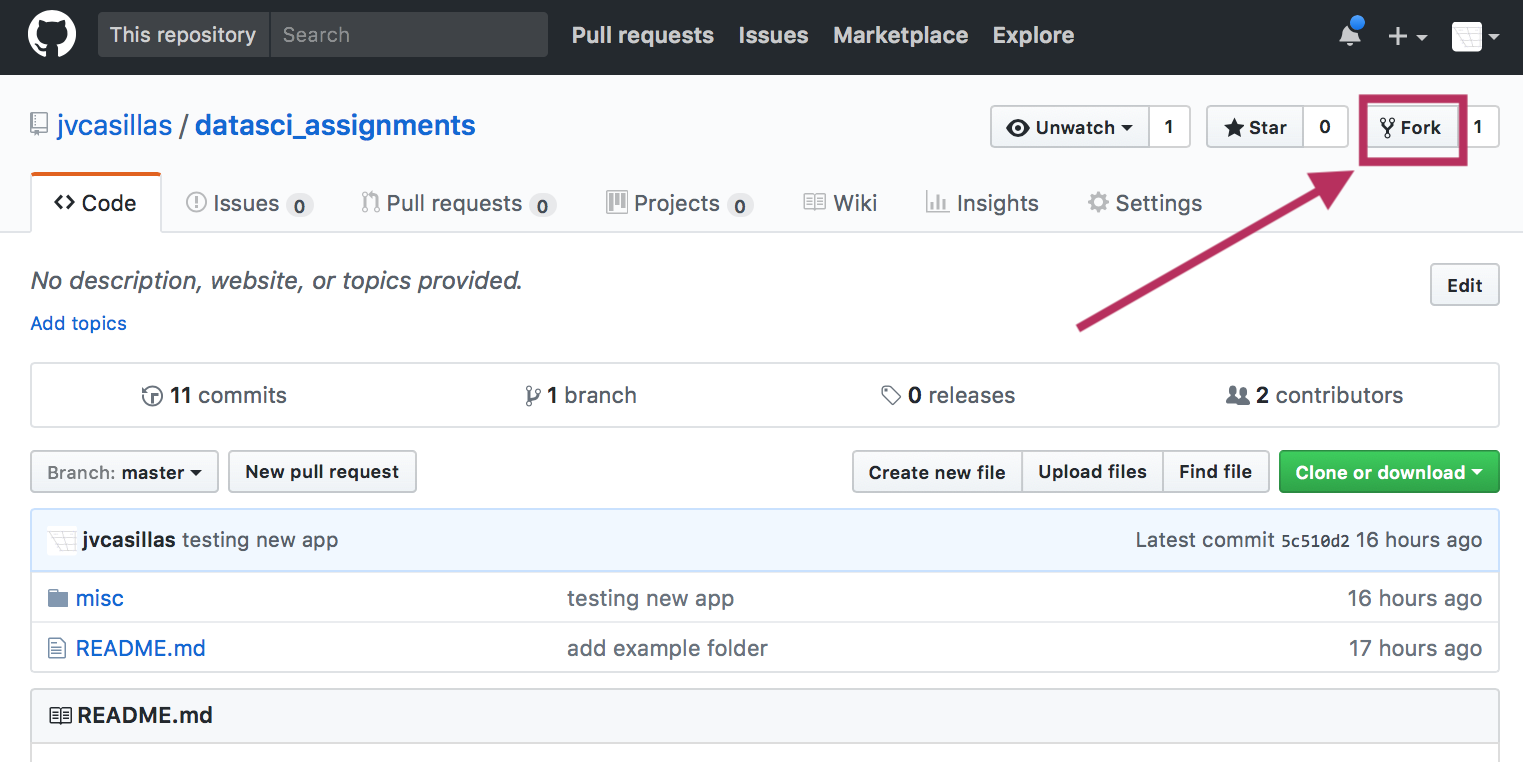 This repository Search Pull requests Issues Marketplace Explore
jvcasillas / datasci_assignments Unwatch 1 Star 0 Fork 1
Code Issues 0 Pull requests 0 Projects 0 Wiki Insights Settings
No description, website, or topics provided. Edit
Add topics
11 commits 1 branch 0 releases 2 contributors
Branch: master New pull request Create new file Upload files Find file Clone or download
jvcasillas testing new app Latest commit 5c510d2 16 hours ago
misc testing new app 16 hours ago
README.md add example folder 17 hours ago
README.md